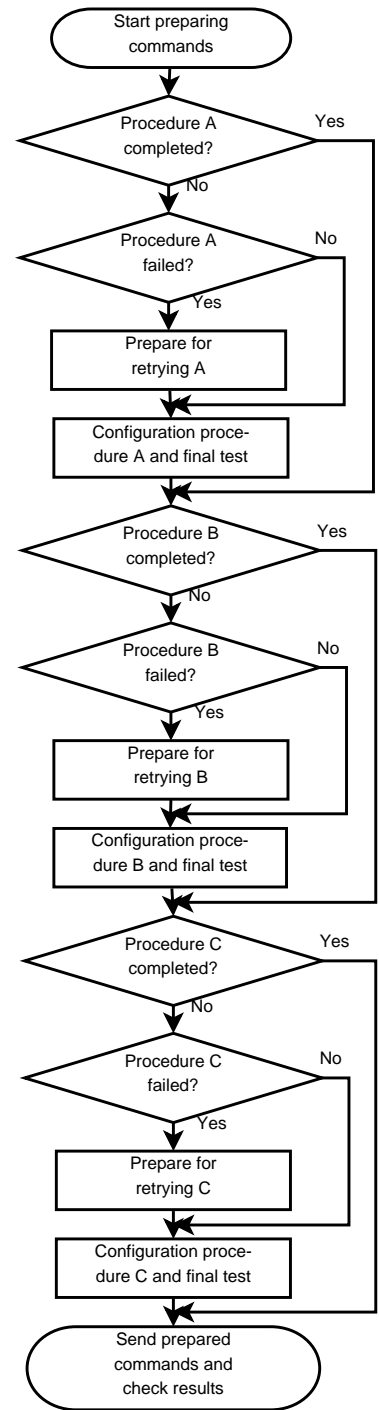 Start preparing
commands
Procedure A
completed?
Yes
No
Procedure A
failed?
No
Yes
Prepare for
retrying A
Configuration proce-
dure A and final test
Procedure B
completed?
Yes
No
Procedure B
failed?
No
Yes
Prepare for
retrying B
Configuration proce-
dure B and final test
Procedure C
completed?
Yes
No
Procedure C
failed?
No
Yes
Prepare for
retrying C
Configuration proce-
dure C and final test
Send prepared
commands and
check results